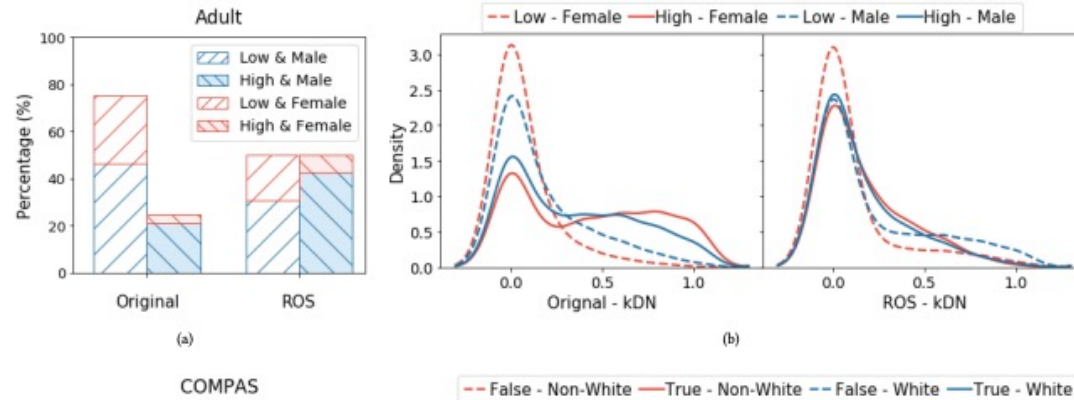 Adult
Low & Male
High & Male
Low & Female
High & Female
Percentage (%)
100
80
60
40
20
0
Original
ROS
(a)
Low - Female
High - Female
Low - Male
High - Male
Density
3.0
2.5
2.0
1.5
1.0
0.5
0.0
0.0
0.5
1.0
Orignal - kDN
0.0
0.5
1.0
ROS - kDN
(b)
COMPAS
False - Non-White
True - Non-White
False - White
True - White